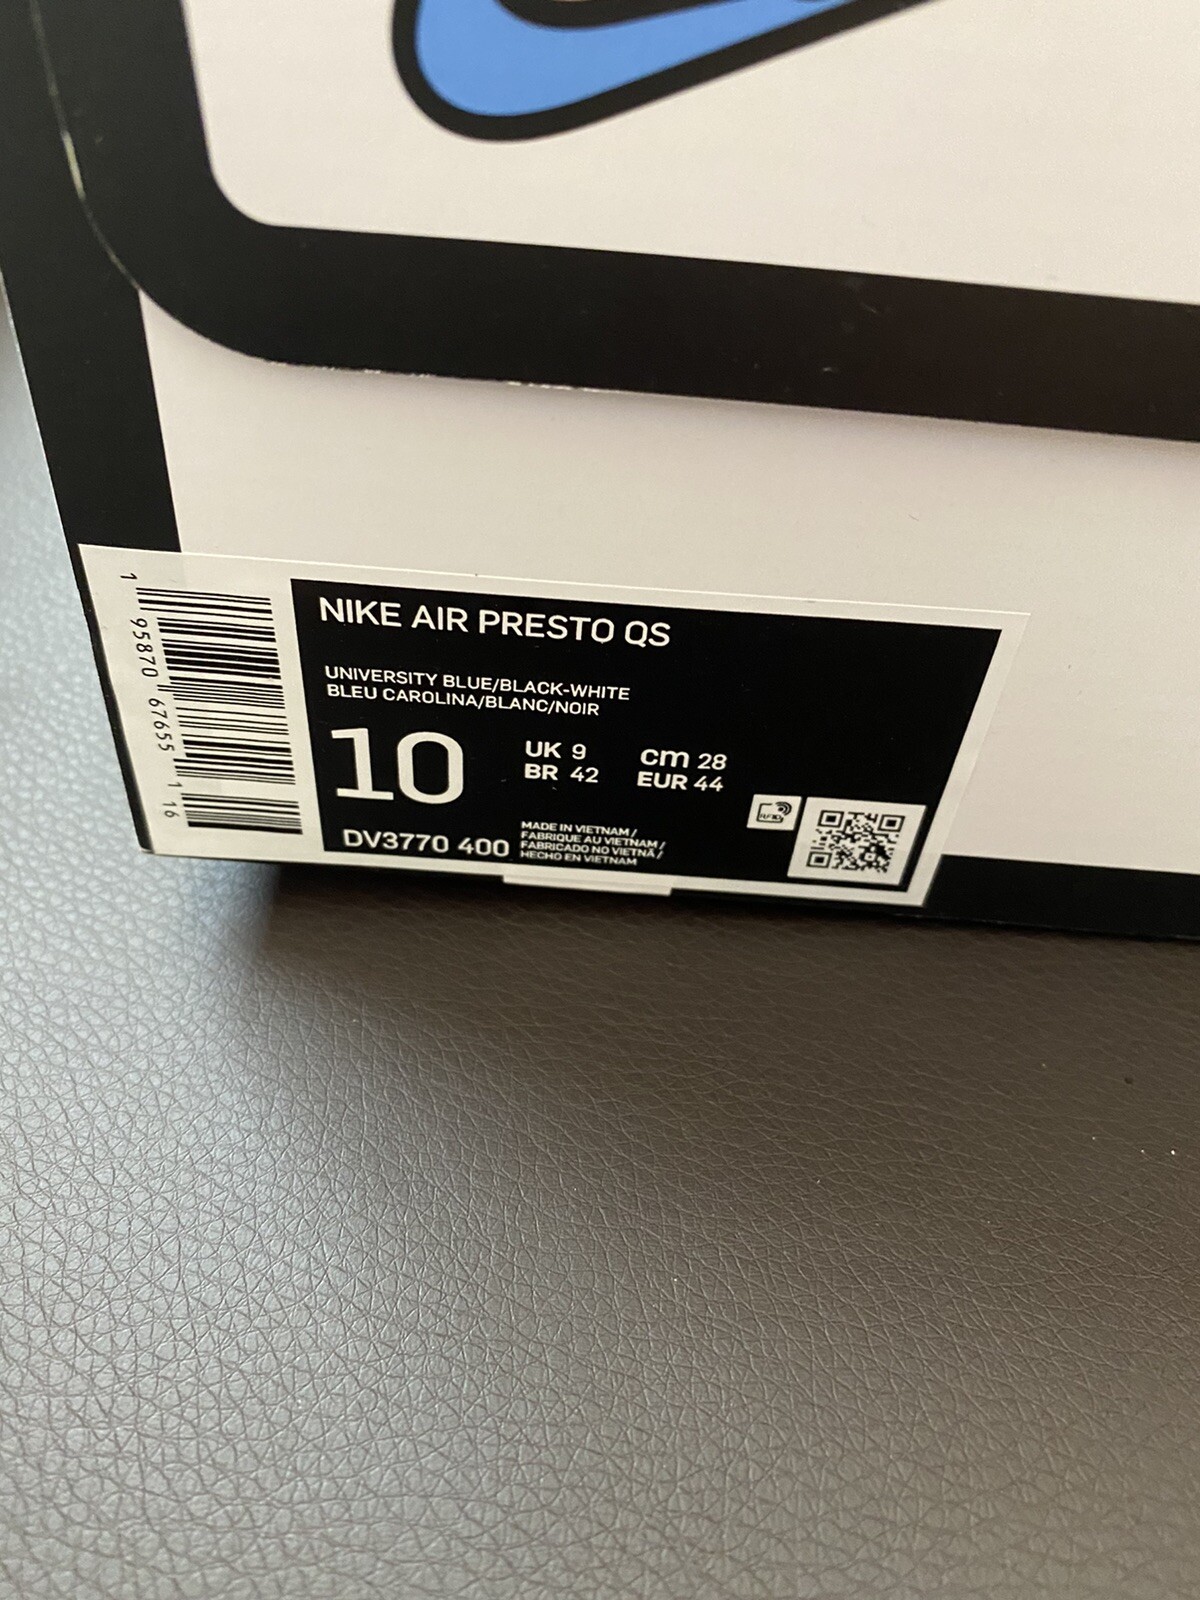 NIKE AIR PRESTO QS
UNIVERSITY BLUE/BLACK-WHITE
BLEU CAROLINA/BLANC/NOIR
10
UK 9
BR 42
cm 28
EUR 44
DV3770 400
MADE IN VIETNAM /
FABRIQUE AU VIETNAM /
FABRICADO NO VIETNÃ /
HECHO EN VIETNAM
RFID
1 95870 67655 1 16